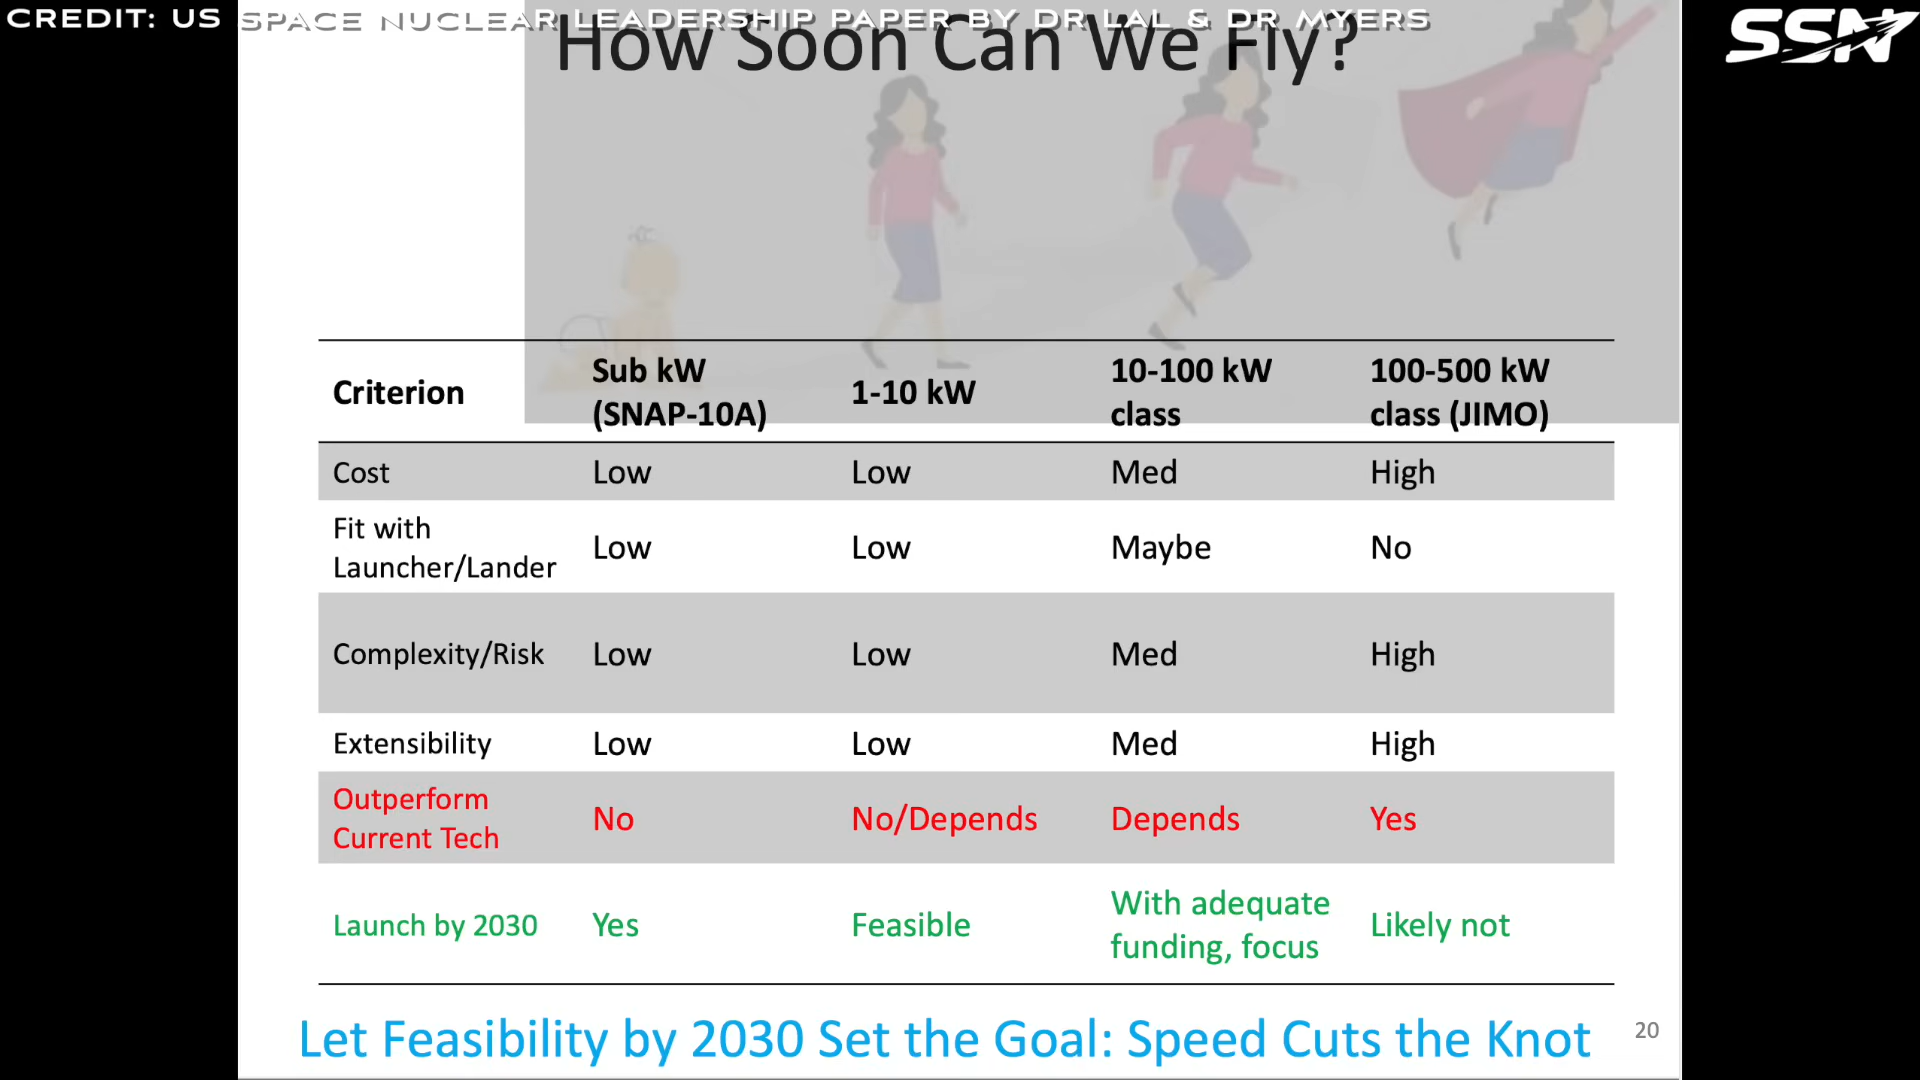 CREDIT: US SPACE NUCLEAR LEADERSHIP PAPER BY DR LAL & DR MYERS
SSN
How Soon Can We Fly?
Criterion
Sub kW
(SNAP-10A)
1-10 kW
10-100 kW
class
100-500 kW
class (JIMO)
Cost
Low
Low
Med
High
Fit with
Launcher/Lander
Low
Low
Maybe
No
Complexity/Risk
Low
Low
Med
High
Extensibility
Low
Low
Med
High
Outperform
Current Tech
No
No/Depends
Depends
Yes
Launch by 2030
Yes
Feasible
With adequate
funding, focus
Likely not
Let Feasibility by 2030 Set the Goal: Speed Cuts the Knot
20